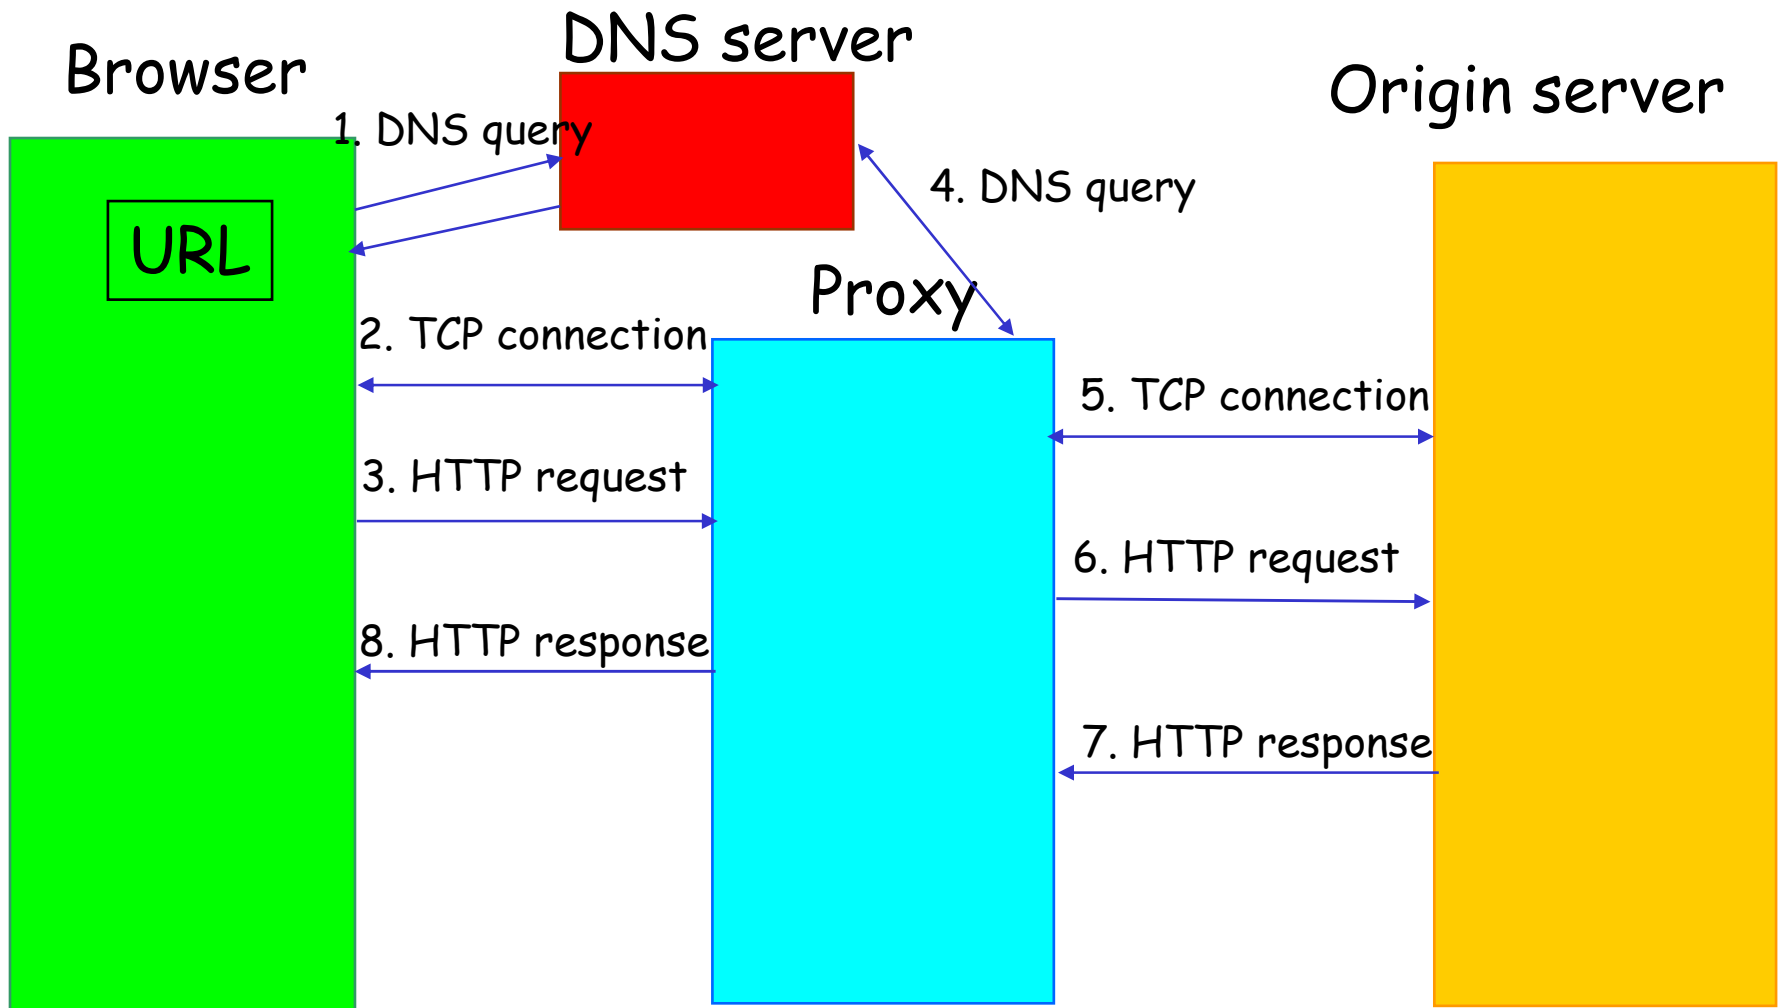 Browser
DNS server
Origin server
1. DNS query
URL
4. DNS query
Proxy
2. TCP connection
5. TCP connection
3. HTTP request
6. HTTP request
8. HTTP response
7. HTTP response